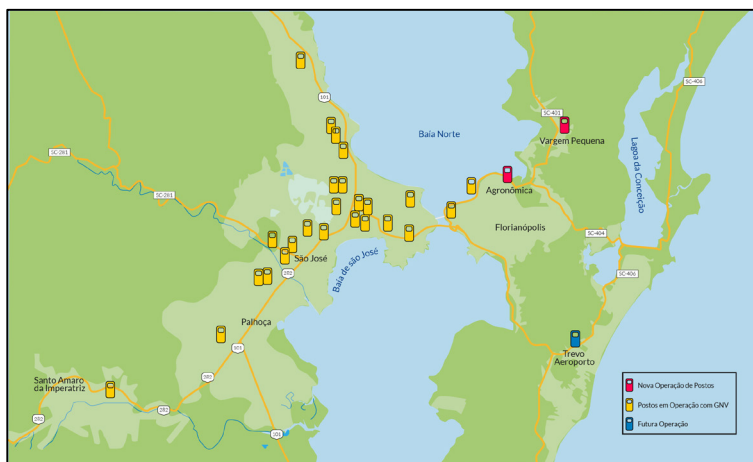 101
SC-401
SC-406
Baía Norte
Vargem Pequena
Lagoa da Conceição
SC-281
SC-281
Agronômica
Florianópolis
SC-404
São José
Baia de são José
282
SC-406
Palhoça
101
Trevo
Aeroporto
Santo Amaro
da Imperatriz
282
282
282
101
Nova Operação de Postos
Postos em Operação com GNV
Futura Operação